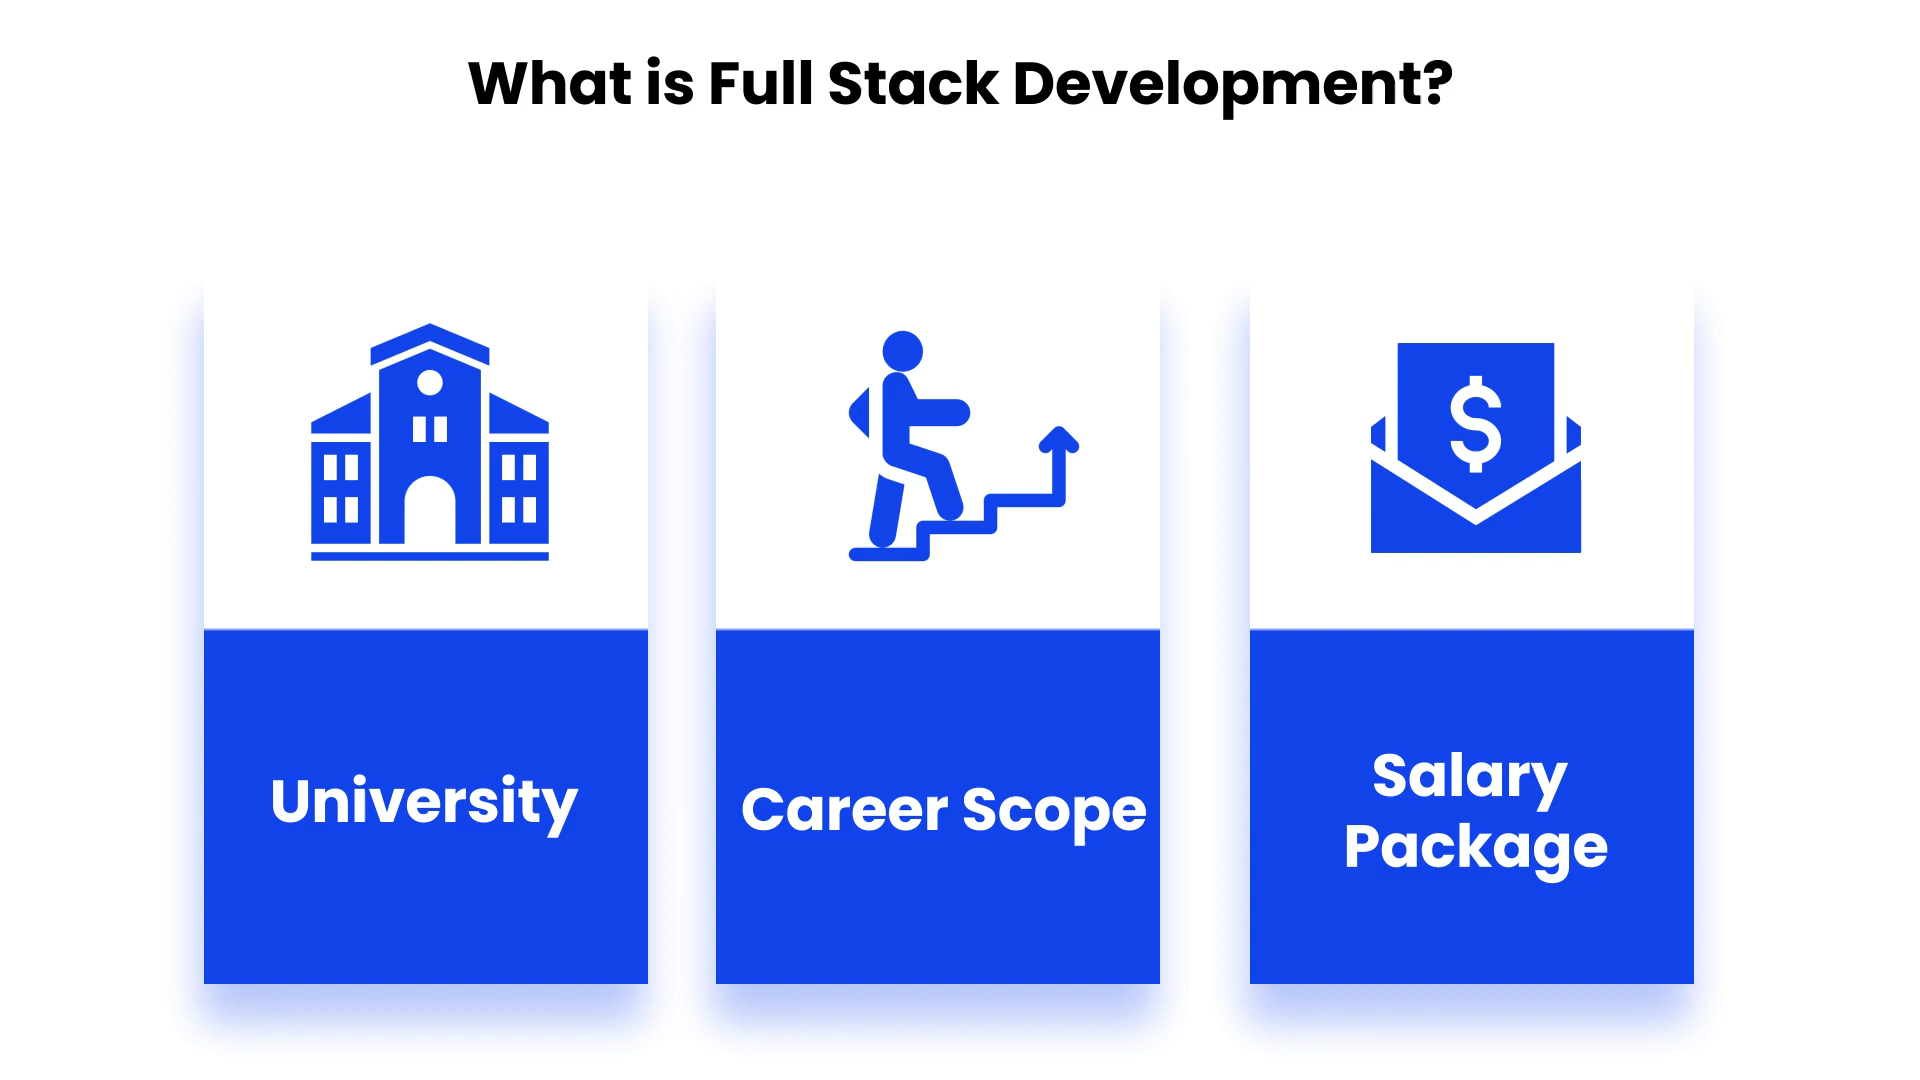 What is Full Stack Development?
University
Career Scope
Salary
Package